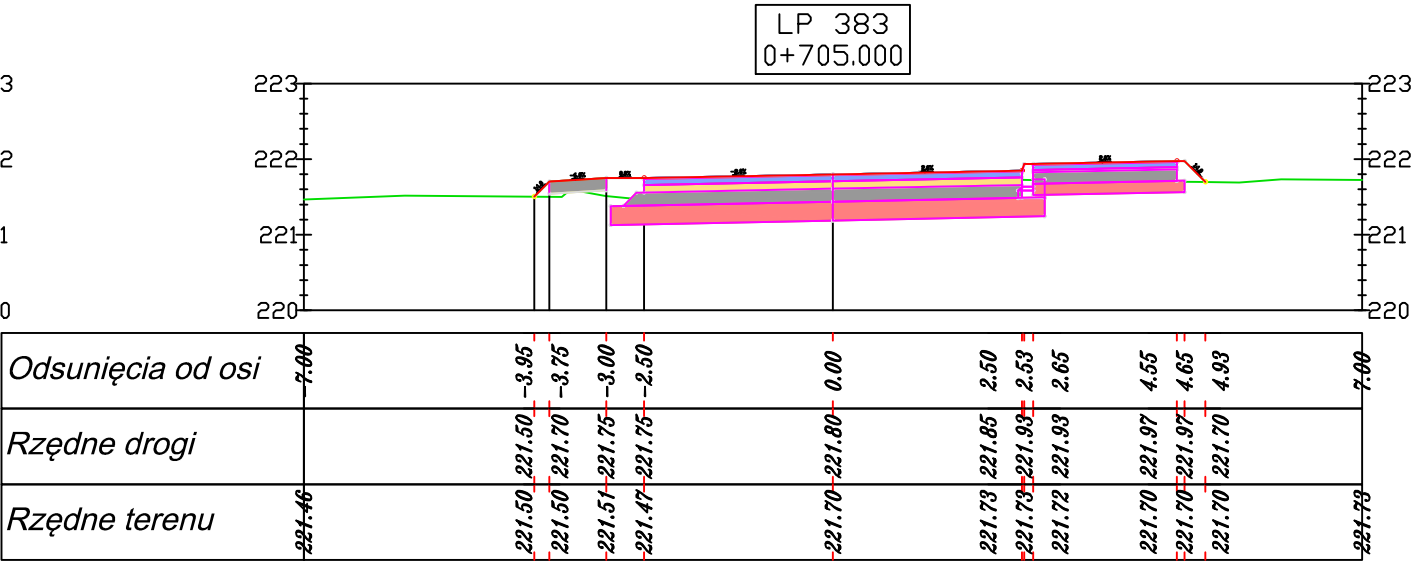 LP 383
0+705.000
3 223 223
2 222 222
1 221 221
0 220 220
Odsunięcia od osi -7.00 -3.95 -3.75 -3.00 -2.50 0.00 2.50 2.53 2.65 4.55 4.65 4.93 7.00
Rzędne drogi 221.50 221.70 221.75 221.75 221.80 221.85 221.93 221.93 221.97 221.97 221.70
Rzędne terenu 221.46 221.50 221.50 221.51 221.47 221.70 221.73 221.73 221.72 221.70 221.70 221.70 221.73